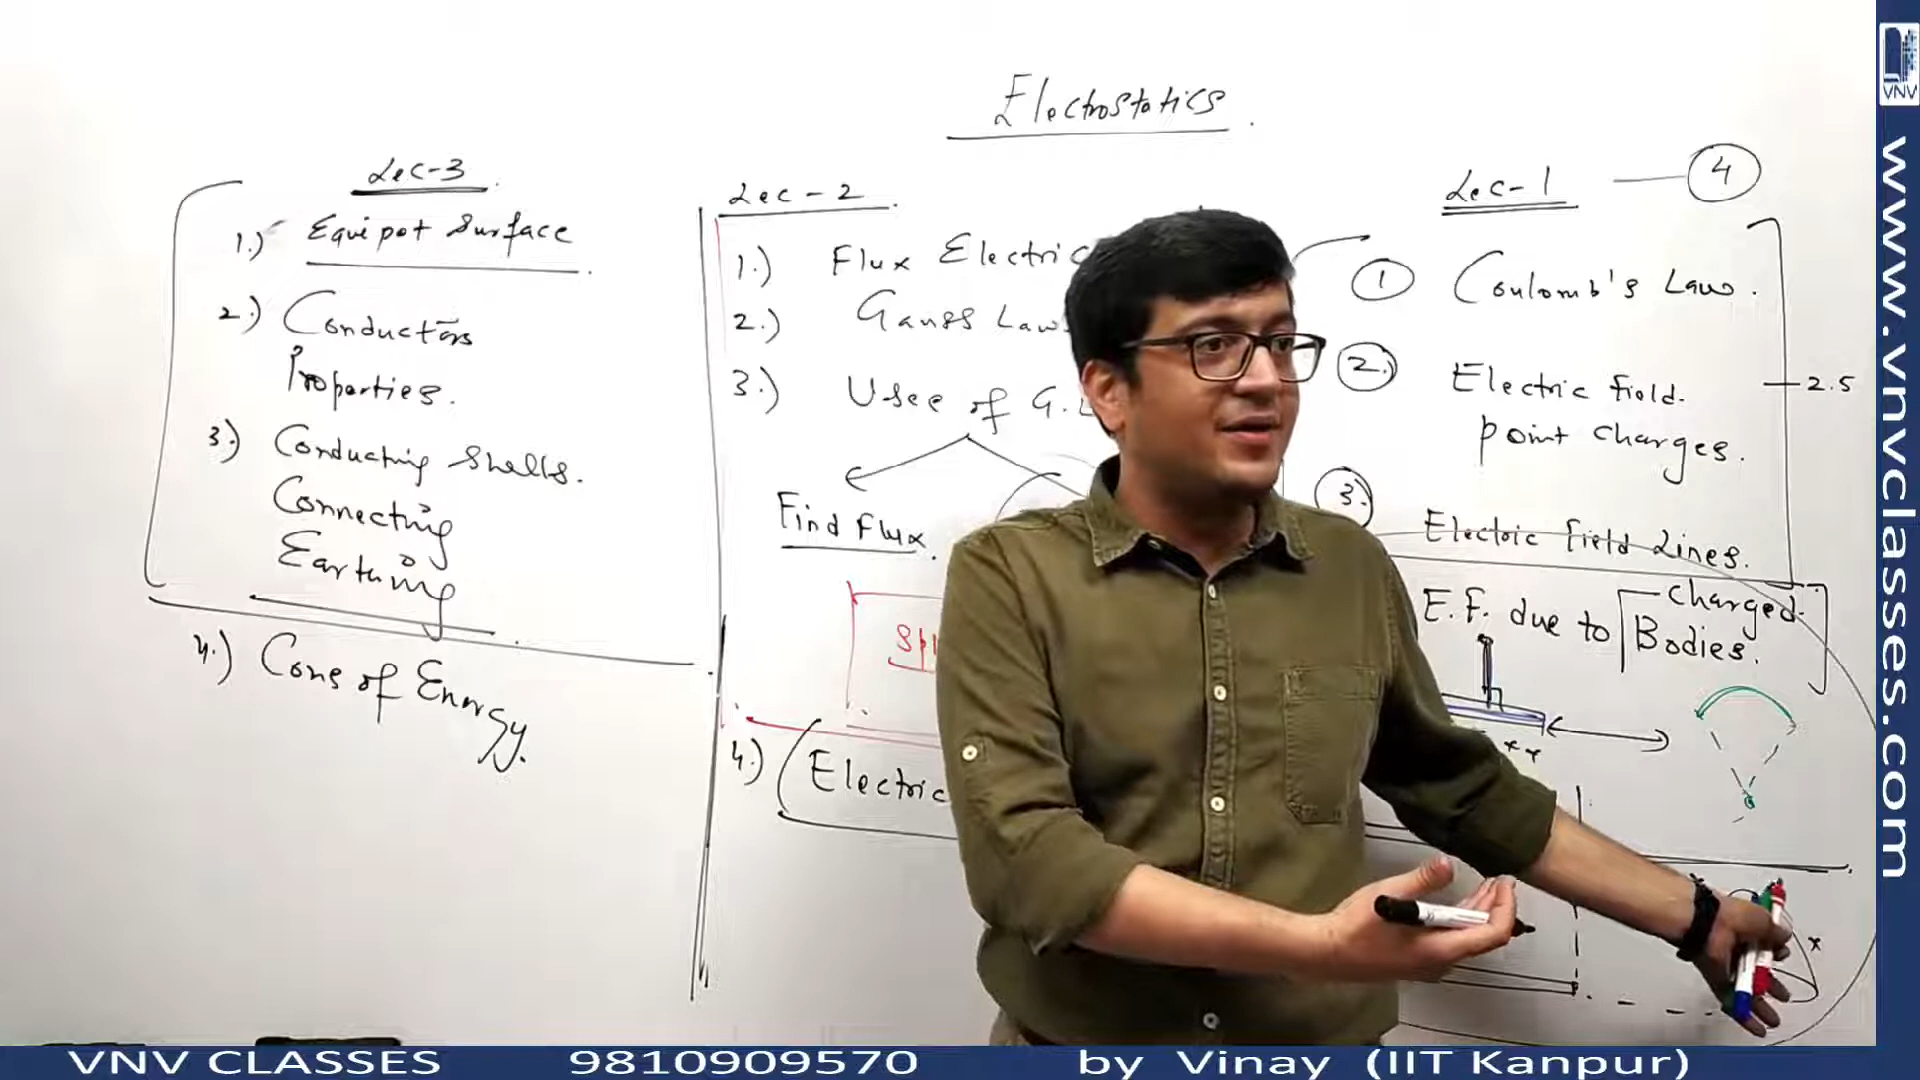 Electrostatics
Lec-3
1.) Equipot Surface
2.) Conductors
Properties.
3.) Conducting shells.
Connecting
Earthing
4.) Cons of Energy.
Lec - 2
1.) Flux Electric
2.) Gauss Law
3.) Use of G.L
Find Flux.
4.) Electric
Lec-1 4
1 Coulomb's Law.
2.) Electric field
point charges.
2.5
3. Electric field Lines.
E.F. due to charged
Bodies.
x x
x
VNV
www.vnvclasses.com
VNV CLASSES 9810909570 by Vinay (IIT Kanpur)